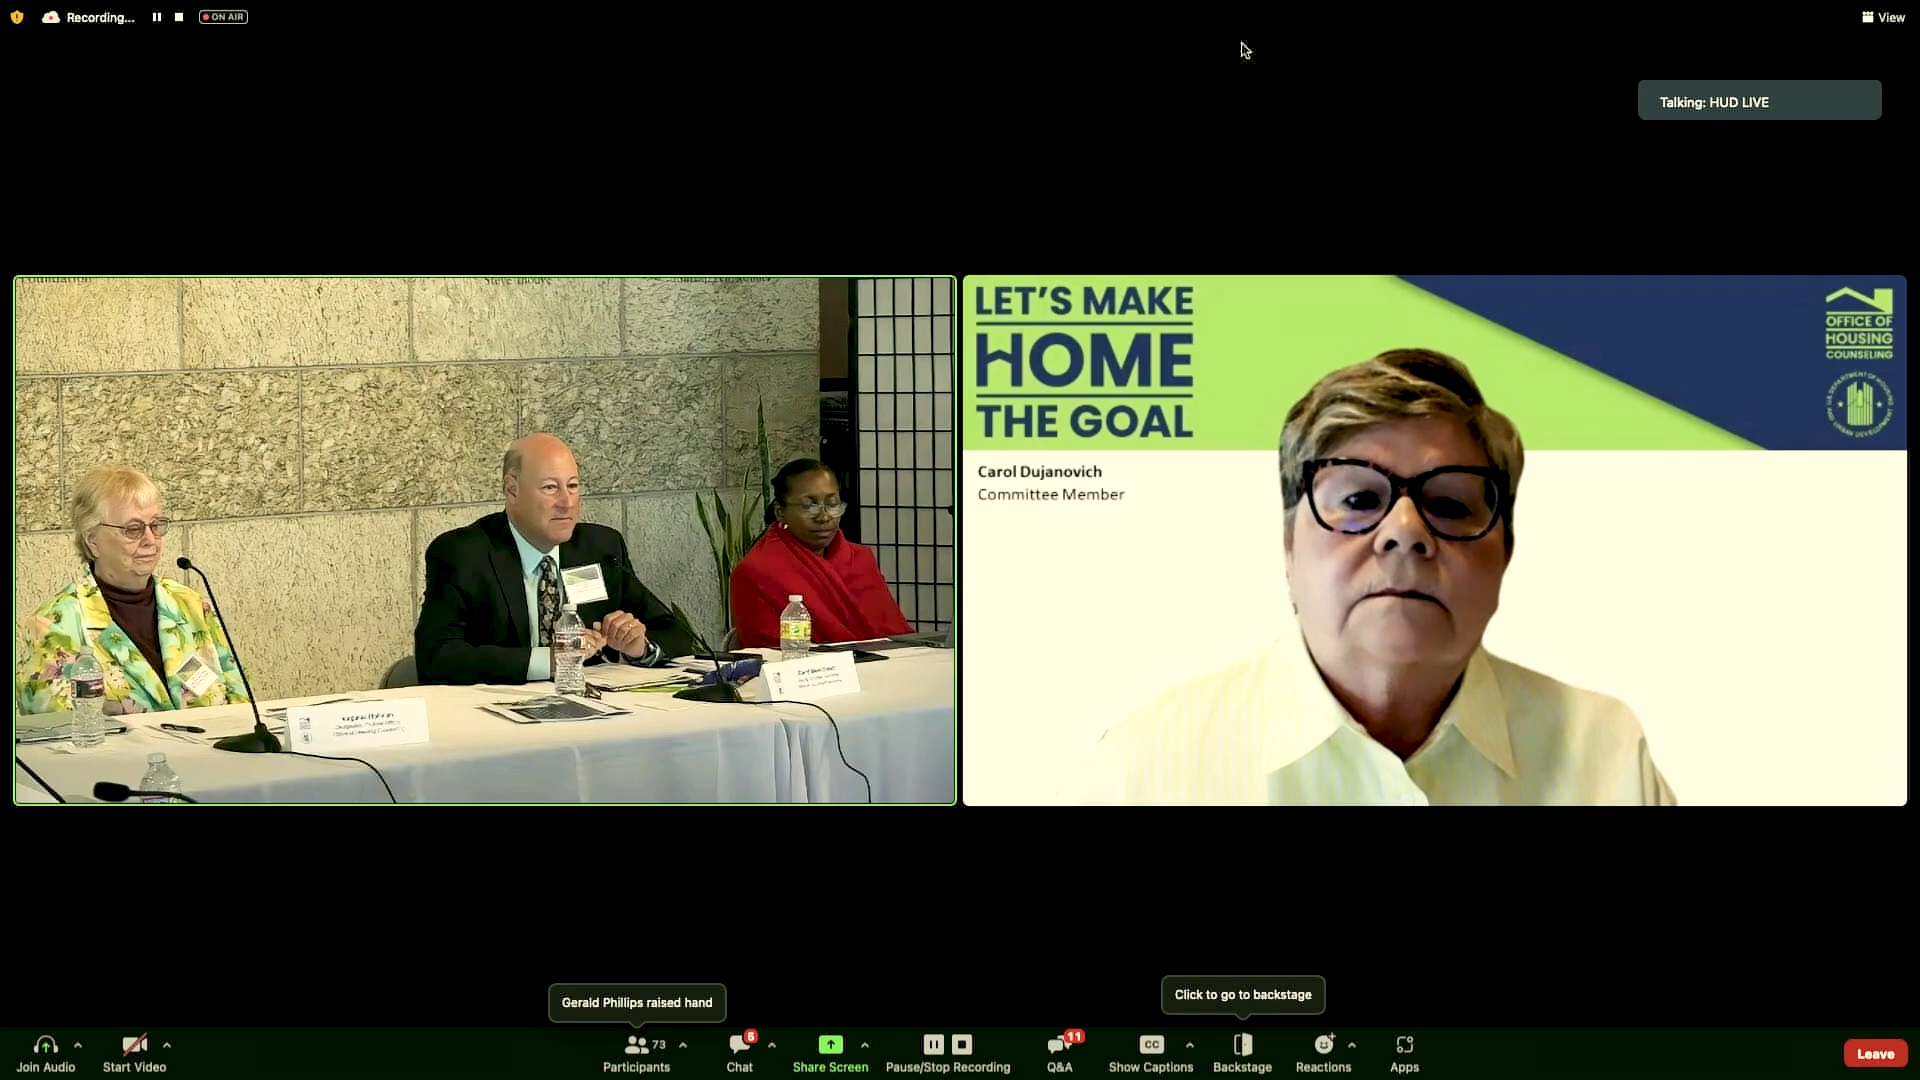 Recording...
ON AIR
View
Talking: HUD LIVE
LET'S MAKE
HOME
THE GOAL
OFFICE OF
HOUSING
COUNSELING
Carol Dujanovich
Committee Member
Gerald Phillips raised hand
Click to go to backstage
Join Audio
Start Video
73
Participants
5
Chat
Share Screen
Pause/Stop Recording
11
Q&A
CC
Show Captions
Backstage
Reactions
Apps
Leave